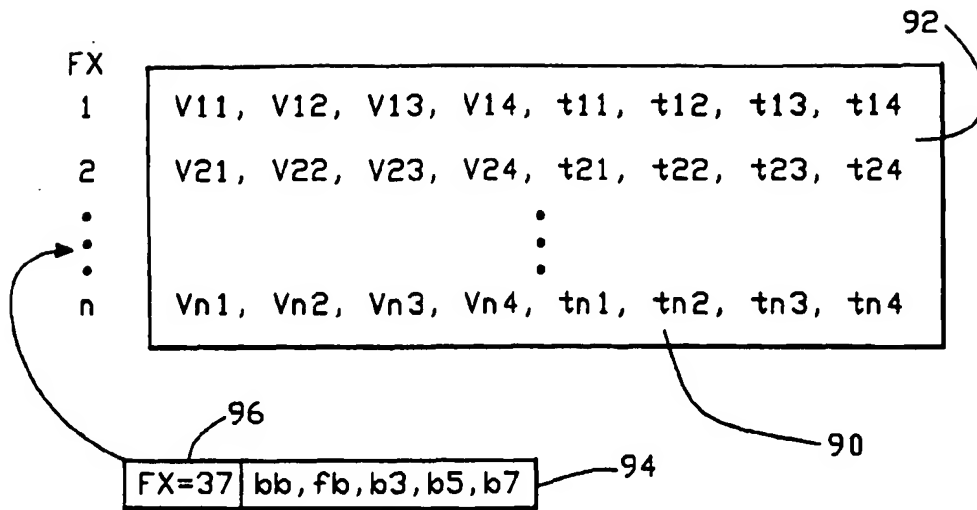 92
FX
1 V11, V12, V13, V14, t11, t12, t13, t14
2 V21, V22, V23, V24, t21, t22, t23, t24
n Vn1, Vn2, Vn3, Vn4, tn1, tn2, tn3, tn4
96
90
FX=37 bb,fb,b3,b5,b7 94